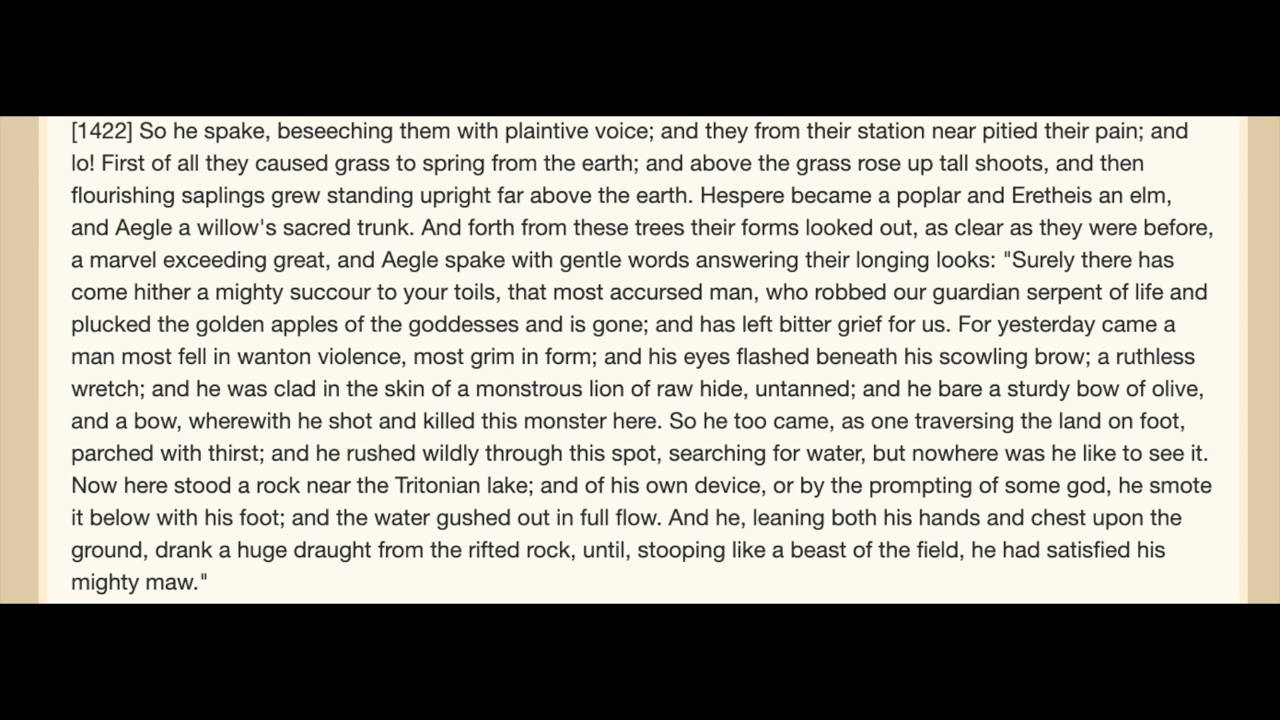 [1422] So he spake, beseeching them with plaintive voice; and they from their station near pitied their pain; and
lo! First of all they caused grass to spring from the earth; and above the grass rose up tall shoots, and then
flourishing saplings grew standing upright far above the earth. Hespere became a poplar and Eretheis an elm,
and Aegle a willow's sacred trunk. And forth from these trees their forms looked out, as clear as they were before,
a marvel exceeding great, and Aegle spake with gentle words answering their longing looks: "Surely there has
come hither a mighty succour to your toils, that most accursed man, who robbed our guardian serpent of life and
plucked the golden apples of the goddesses and is gone; and has left bitter grief for us. For yesterday came a
man most fell in wanton violence, most grim in form; and his eyes flashed beneath his scowling brow; a ruthless
wretch; and he was clad in the skin of a monstrous lion of raw hide, untanned; and he bare a sturdy bow of olive,
and a bow, wherewith he shot and killed this monster here. So he too came, as one traversing the land on foot,
parched with thirst; and he rushed wildly through this spot, searching for water, but nowhere was he like to see it.
Now here stood a rock near the Tritonian lake; and of his own device, or by the prompting of some god, he smote
it below with his foot; and the water gushed out in full flow. And he, leaning both his hands and chest upon the
ground, drank a huge draught from the rifted rock, until, stooping like a beast of the field, he had satisfied his
mighty maw."